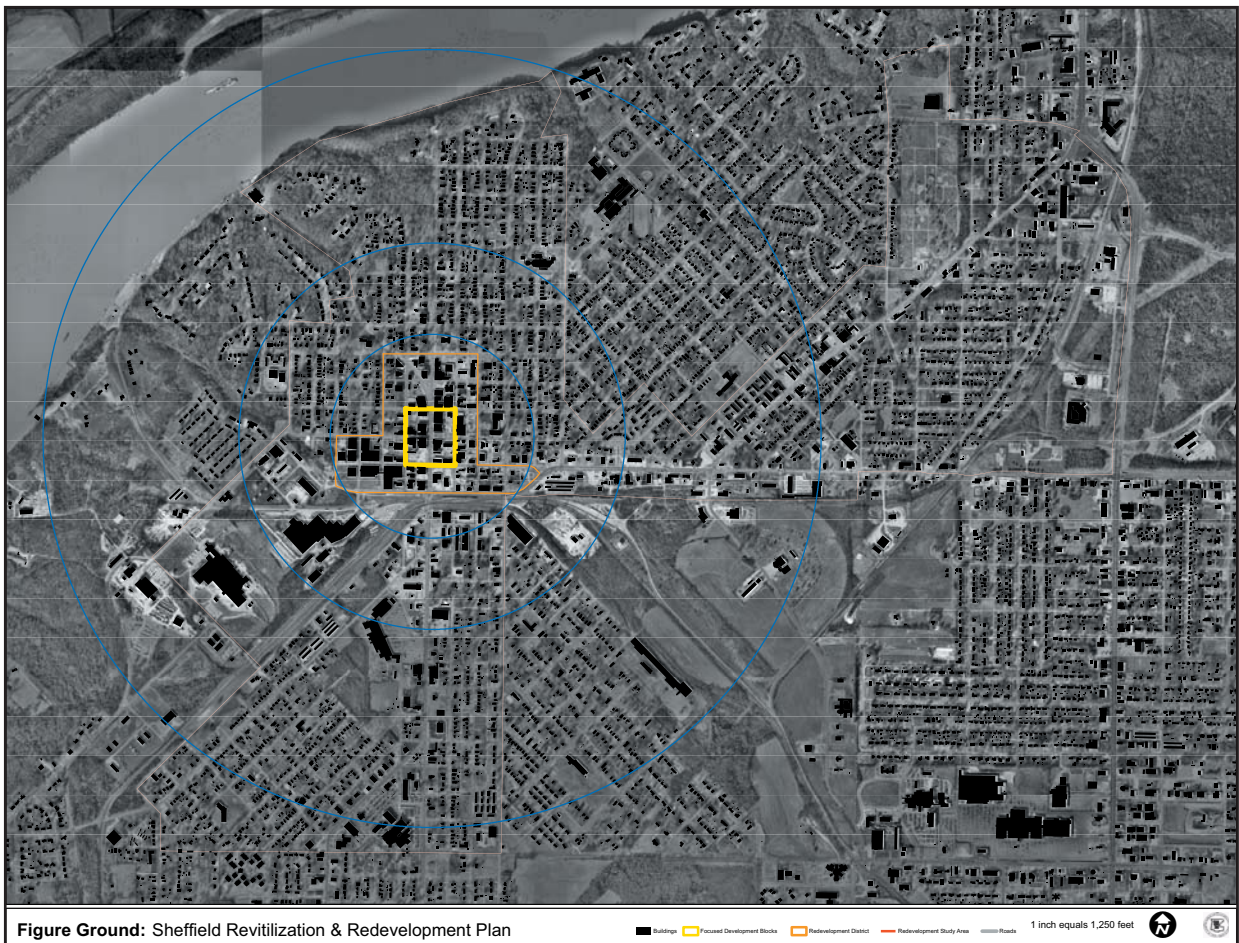 Figure Ground: Sheffield Revitilization & Redevelopment Plan
Buildings Focused Development Blocks Redevelopment District Redevelopment Study Area Roads
1 inch equals 1,250 feet
N